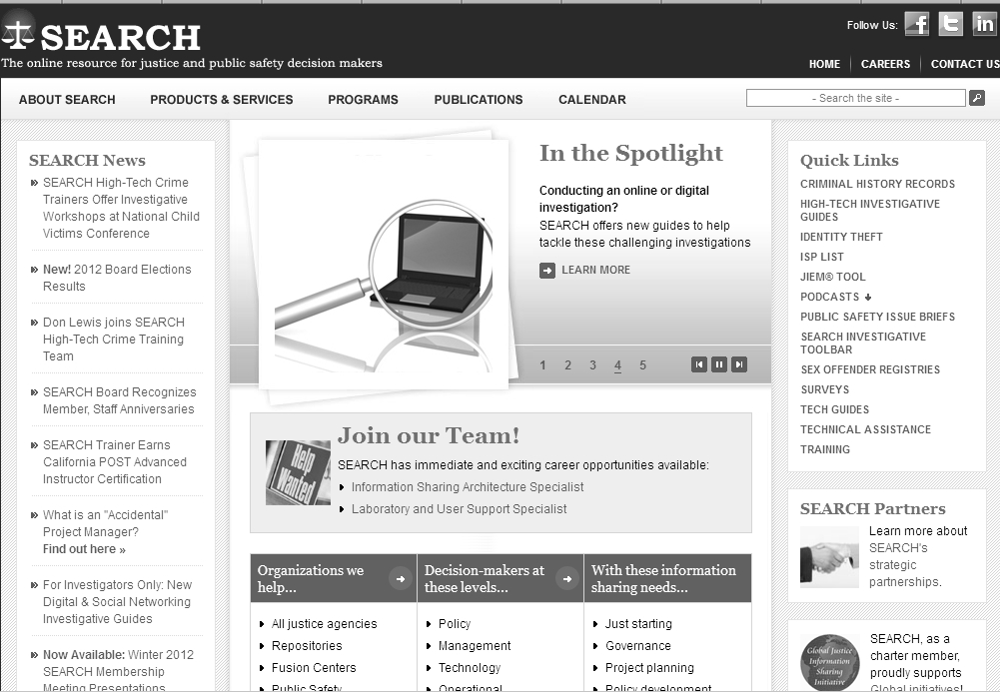 SEARCH
The online resource for justice and public safety decision makers
Follow Us:
f t in
HOME CAREERS CONTACT US
ABOUT SEARCH PRODUCTS & SERVICES PROGRAMS PUBLICATIONS CALENDAR
- Search the site -
SEARCH News
SEARCH High-Tech Crime
Trainers Offer Investigative
Workshops at National Child
Victims Conference
New! 2012 Board Elections
Results
Don Lewis joins SEARCH
High-Tech Crime Training
Team
SEARCH Board Recognizes
Member, Staff Anniversaries
SEARCH Trainer Earns
California POST Advanced
Instructor Certification
What is an "Accidental"
Project Manager?
Find out here »
For Investigators Only: New
Digital & Social Networking
Investigative Guides
Now Available: Winter 2012
SEARCH Membership
Meeting Presentations
In the Spotlight
Conducting an online or digital
investigation?
SEARCH offers new guides to help
tackle these challenging investigations
LEARN MORE
1 2 3 4 5
Help
Wanted
Join our Team!
SEARCH has immediate and exciting career opportunities available:
Information Sharing Architecture Specialist
Laboratory and User Support Specialist
Organizations we
help...
All justice agencies
Repositories
Fusion Centers
Public Safety
Decision-makers at
these levels...
Policy
Management
Technology
Operational
With these information
sharing needs...
Just starting
Governance
Project planning
Policy development
Quick Links
CRIMINAL HISTORY RECORDS
HIGH-TECH INVESTIGATIVE
GUIDES
IDENTITY THEFT
ISP LIST
JIEM® TOOL
PODCASTS
PUBLIC SAFETY ISSUE BRIEFS
SEARCH INVESTIGATIVE
TOOLBAR
SEX OFFENDER REGISTRIES
SURVEYS
TECH GUIDES
TECHNICAL ASSISTANCE
TRAINING
SEARCH Partners
Learn more about
SEARCH's
strategic
partnerships.
Global Justice
Information
Sharing
Initiative
SEARCH, as a
charter member,
proudly supports
Global initiatives!